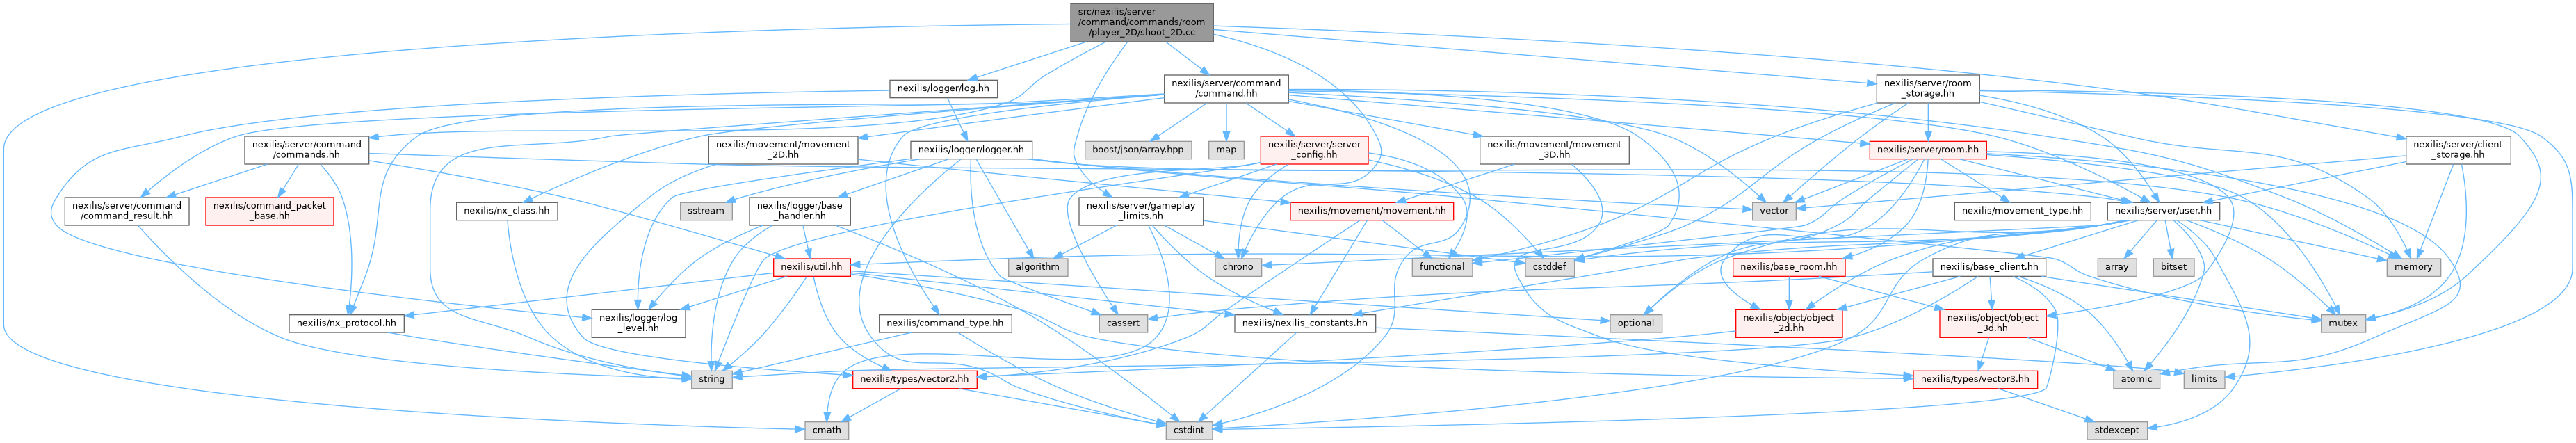 src/nexilis/server
/command/commands/room
/player_2D/shoot_2D.cc
nexilis/logger/log.hh
nexilis/server/command
/command.hh
nexilis/server/room
_storage.hh
nexilis/server/command
/commands.hh
nexilis/movement/movement
_2D.hh
nexilis/logger/logger.hh
boost/json/array.hpp
map
nexilis/server/server
_config.hh
nexilis/movement/movement
_3D.hh
nexilis/server/room.hh
nexilis/server/client
_storage.hh
nexilis/server/command
/command_result.hh
nexilis/command_packet
_base.hh
nexilis/nx_class.hh
sstream
nexilis/logger/base
_handler.hh
nexilis/server/gameplay
_limits.hh
nexilis/movement/movement.hh
vector
nexilis/movement_type.hh
nexilis/server/user.hh
nexilis/util.hh
algorithm
chrono
functional
cstddef
nexilis/base_room.hh
nexilis/base_client.hh
array
bitset
memory
nexilis/nx_protocol.hh
nexilis/logger/log
_level.hh
nexilis/command_type.hh
cassert
nexilis/nexilis_constants.hh
optional
nexilis/object/object
_2d.hh
nexilis/object/object
_3d.hh
mutex
string
nexilis/types/vector2.hh
nexilis/types/vector3.hh
atomic
limits
cmath
cstdint
stdexcept